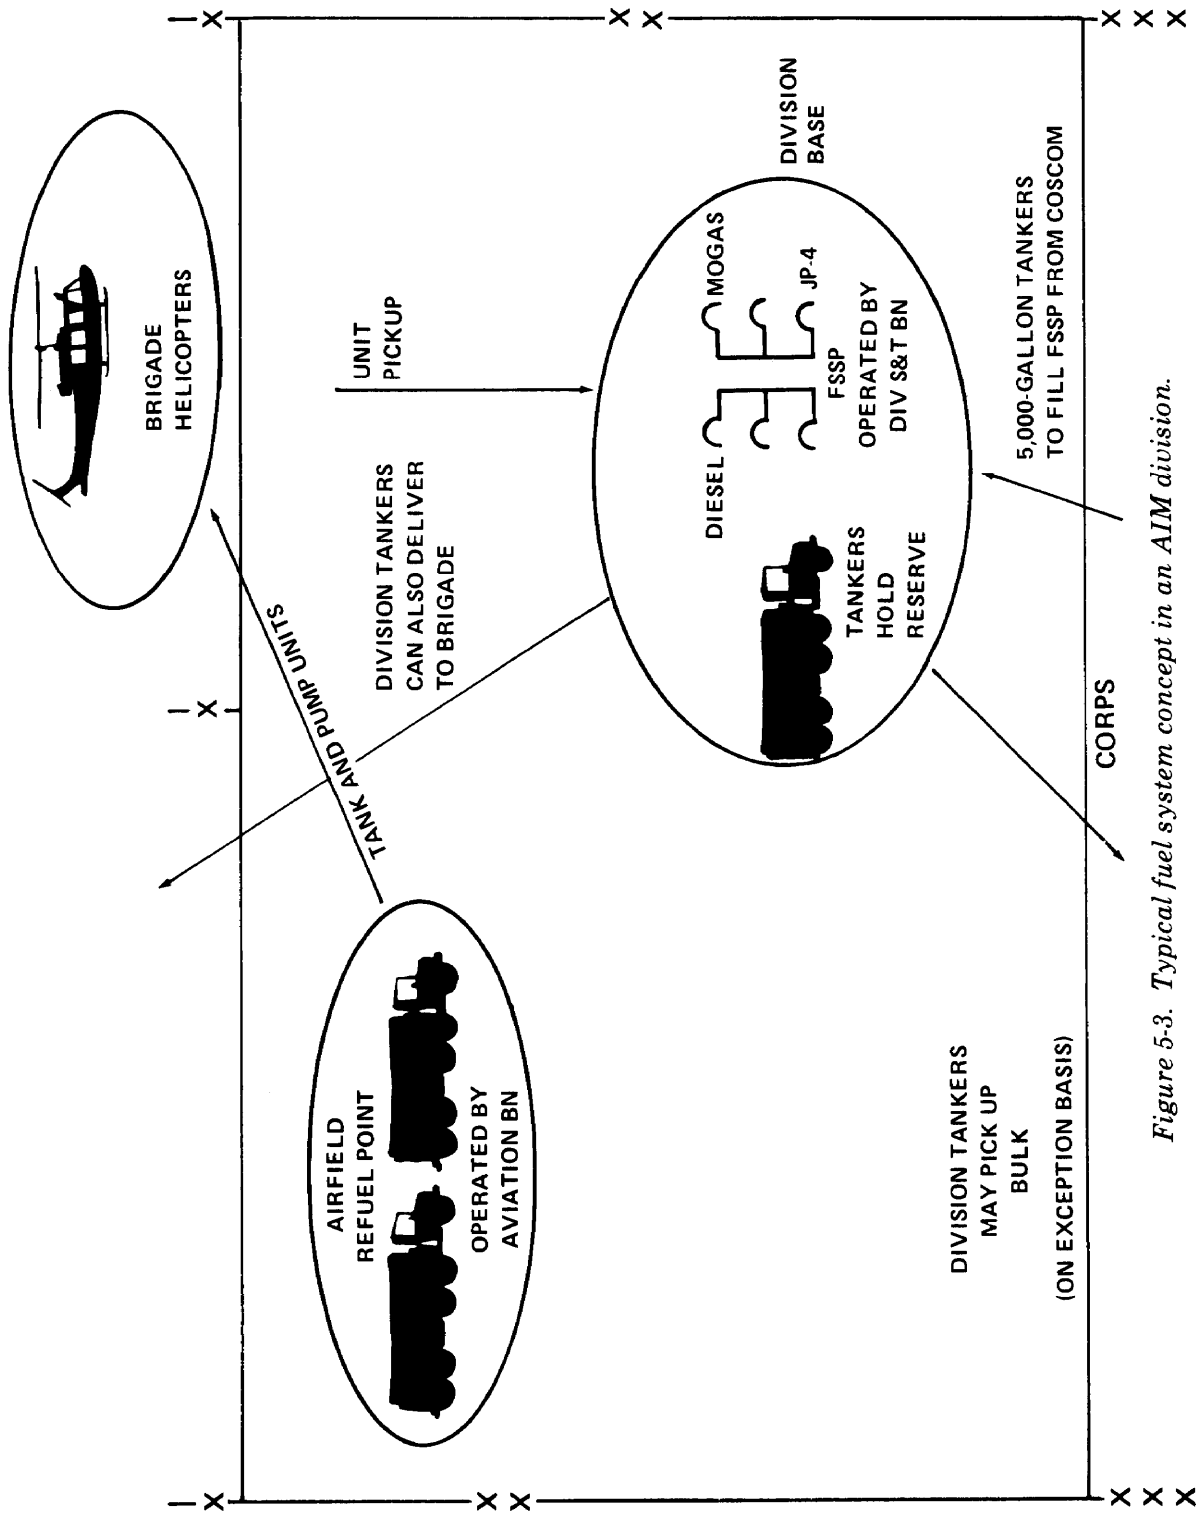 BRIGADE
HELICOPTERS
TANK AND PUMP UNITS
AIRFIELD
REFUEL POINT
OPERATED BY
AVIATION BN
DIVISION TANKERS
CAN ALSO DELIVER
TO BRIGADE
UNIT
PICKUP
DIESEL
MOGAS
JP-4
FSSP
OPERATED BY
DIV S&T BN
TANKERS
HOLD
RESERVE
DIVISION
BASE
DIVISION TANKERS
MAY PICK UP
BULK
(ON EXCEPTION BASIS)
5,000-GALLON TANKERS
TO FILL FSSP FROM COSCOM
CORPS
X
X
X
X X
X X
X X X
X X X
Figure 5-3. Typical fuel system concept in an AIM division.